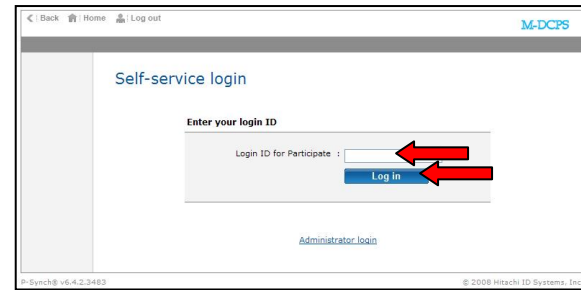 Back Home Log out
M-DCPS
Self-service login
Enter your login ID
Login ID for Participate :
Log in
Administrator login
P-Synch® v6.4.2.3483 © 2008 Hitachi ID Systems, Inc